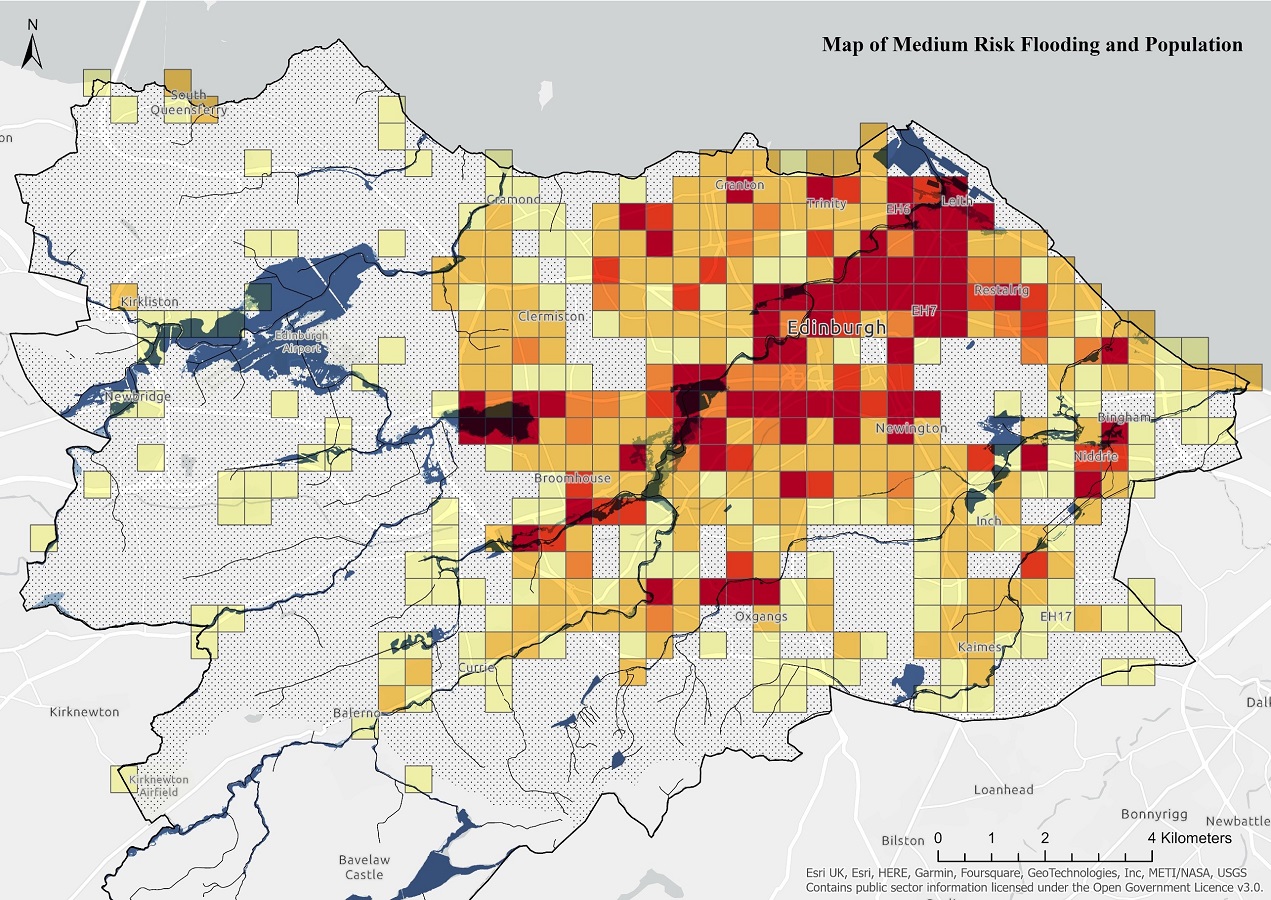 N
Map of Medium Risk Flooding and Population
South
Queensferry
on
Cramond
Granton
Trinity
EH6
Leith
Kirkliston
Clermiston
Restalrig
EH7
Edinburgh
Edinburgh
Airport
Newbridge
Newington
Bingham
Niddrie
Broomhouse
Inch
Oxgangs
EH17
Kaimes
Currie
Kirknewton
Balerno
Dalk
Kirknewton
Airfield
Loanhead
Bonnyrigg
Newbattle
Bilston
0 1 2 4 Kilometers
Bavelaw
Castle
Esri UK, Esri, HERE, Garmin, Foursquare, GeoTechnologies, Inc, METI/NASA, USGS
Contains public sector information licensed under the Open Government Licence v3.0.